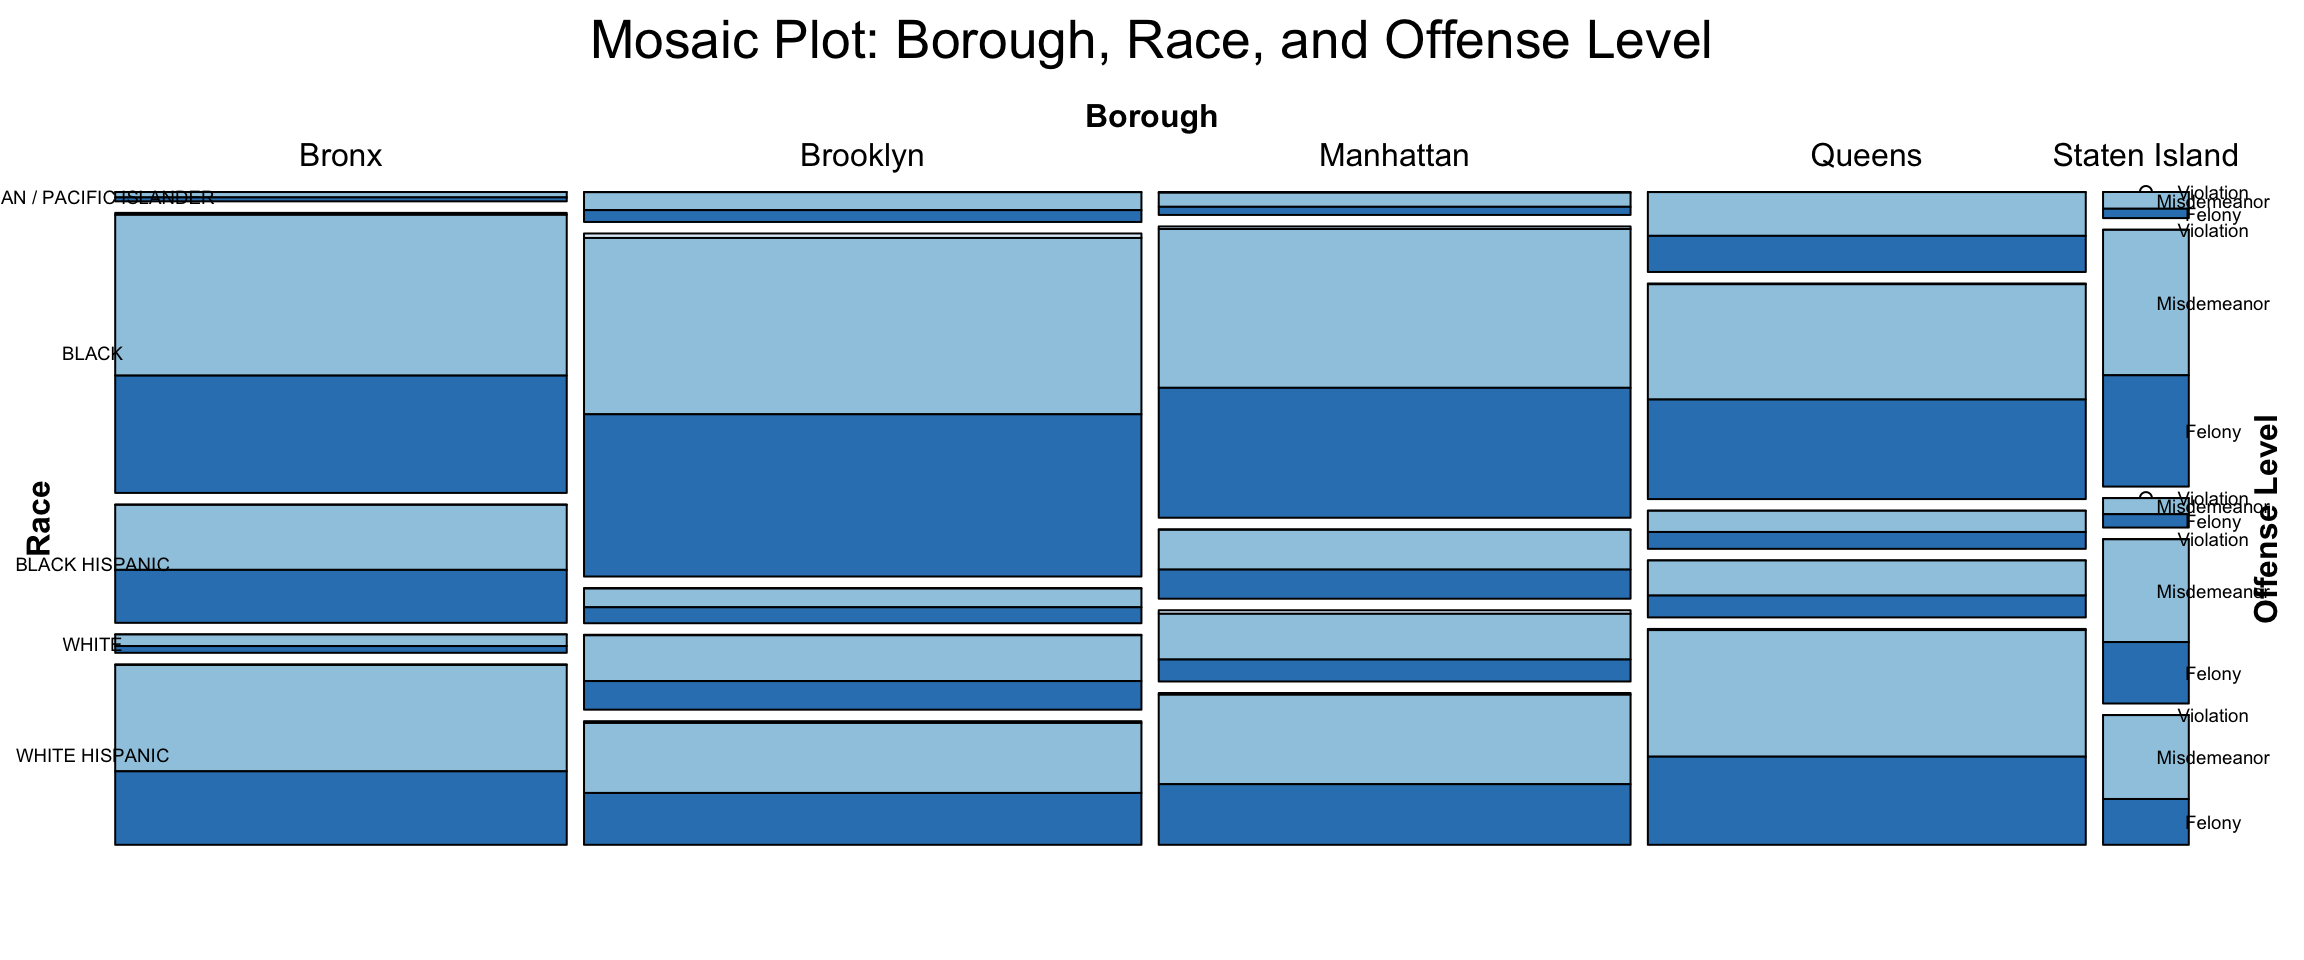 Mosaic Plot: Borough, Race, and Offense Level
Borough
Bronx Brooklyn Manhattan Queens Staten Island
AN / PACIFIC ISLANDER
BLACK
BLACK HISPANIC
WHITE
WHITE HISPANIC
Race
Violation
Misdemeanor
Felony
Violation
Misdemeanor
Felony
Violation
Misdemeanor
Felony
Violation
Misdemeanor
Felony
Violation
Misdemeanor
Felony
Offense Level